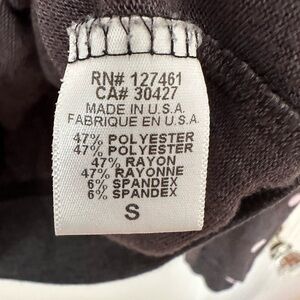 RN# 127461
CA# 30427
MADE IN U.S.A.
FABRIQUE EN U.S.A.
47% POLYESTER
47% POLYESTER
47% RAYON
47% RAYONNE
6% SPANDEX
6% SPANDEX
S